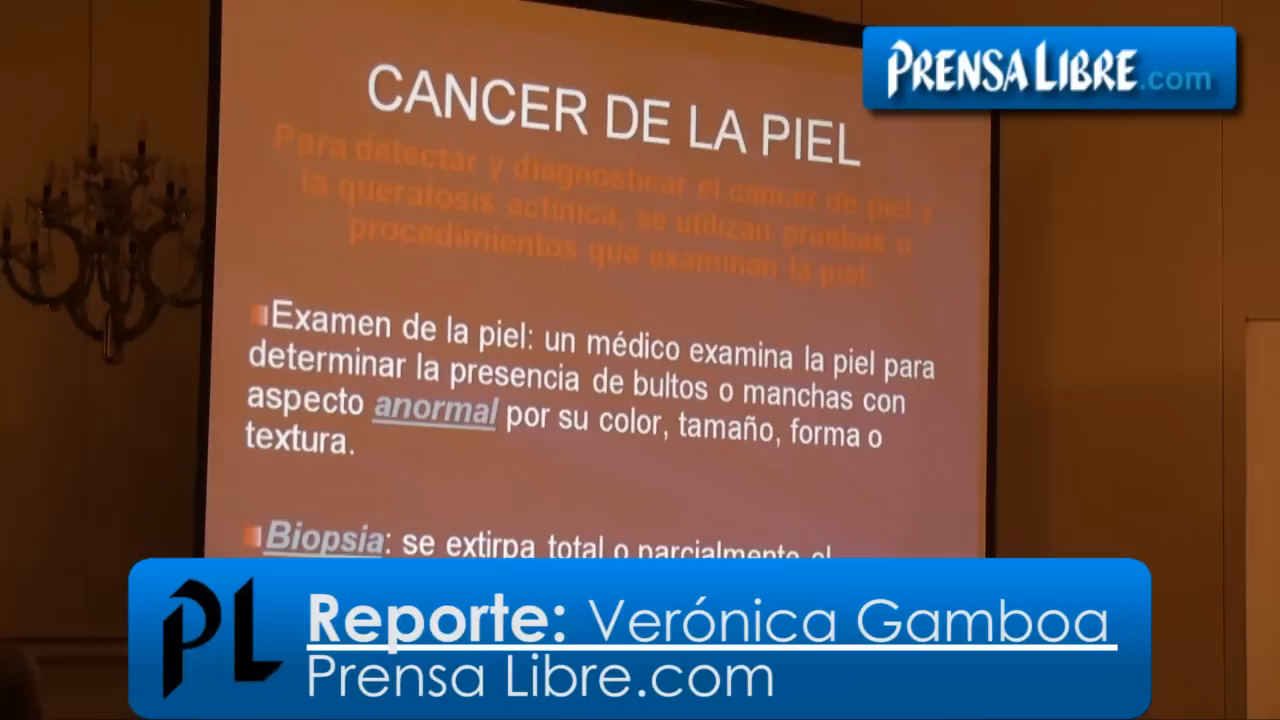 PRENSA LIBRE.com
CANCER DE LA PIEL
Para detectar y diagnosticar el cancer de piel y
la queratosis actínica, se utilizan pruebas o
procedimientos que examinan la piel.
Examen de la piel: un médico examina la piel para
determinar la presencia de bultos o manchas con
aspecto anormal por su color, tamaño, forma o
textura.
Biopsia: se extirpa total o parcialmente el
PL
Reporte: Verónica Gamboa
Prensa Libre.com